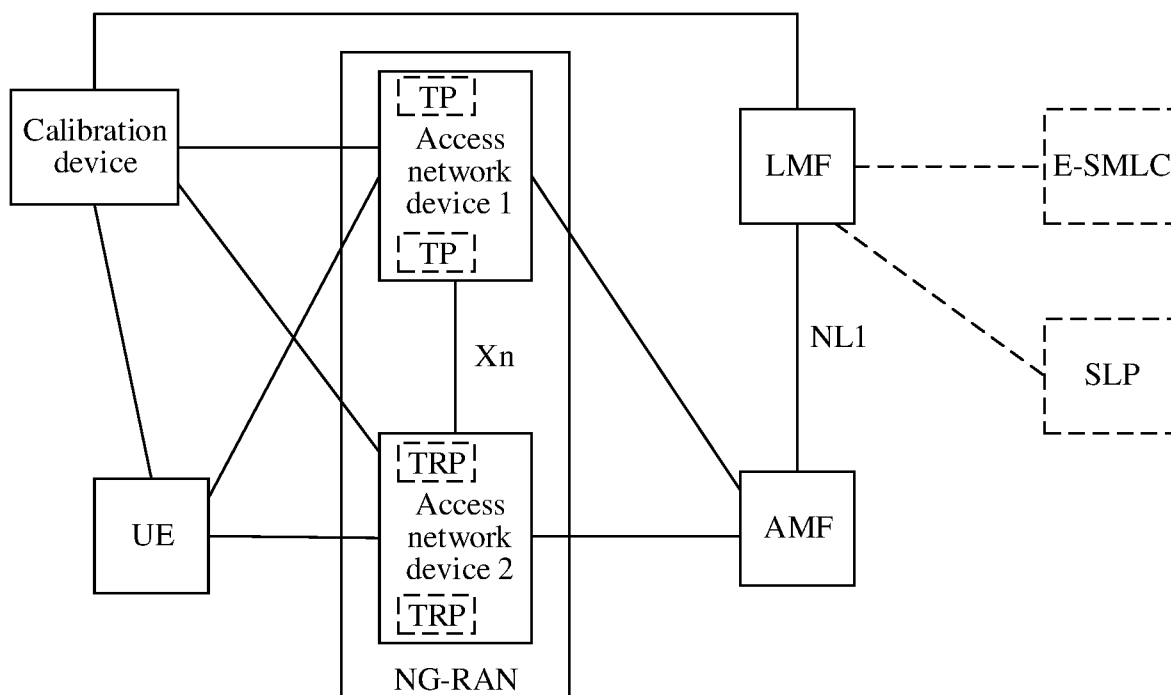 Calibration
device
TP
Access
network
device 1
TP
LMF
E-SMLC
Xn
NL1
SLP
UE
TRP
Access
network
device 2
TRP
AMF
NG-RAN